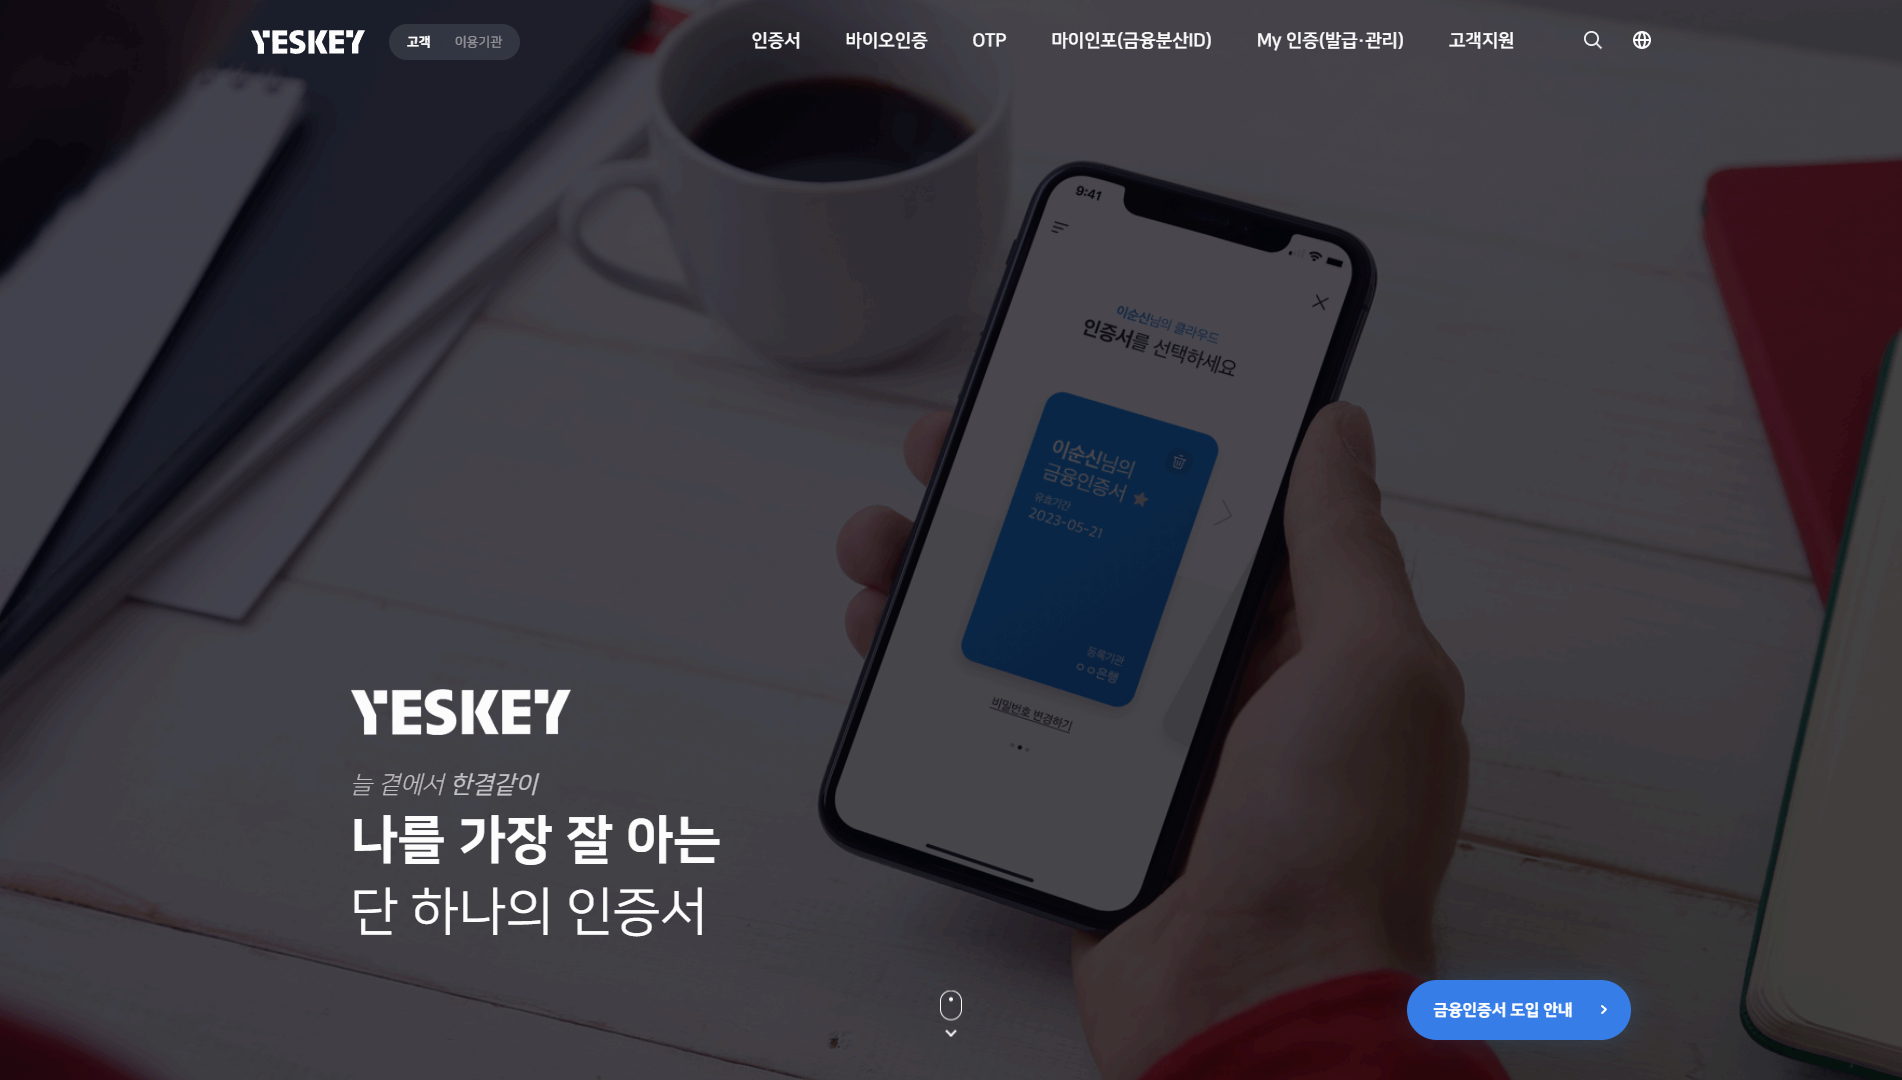 YESKEY
고객 이용기관
인증서 바이오인증 OTP 마이인포(금융분산ID) My 인증(발급·관리) 고객지원
9:41
이순신님의 클라우드
인증서를 선택하세요
이순신님의
금융인증서
유효기간
2023-05-21
등록기관
ㅇㅇ은행
비밀번호 변경하기
YESKEY
늘 곁에서 한결같이
나를 가장 잘 아는
단 하나의 인증서
금융인증서 도입 안내